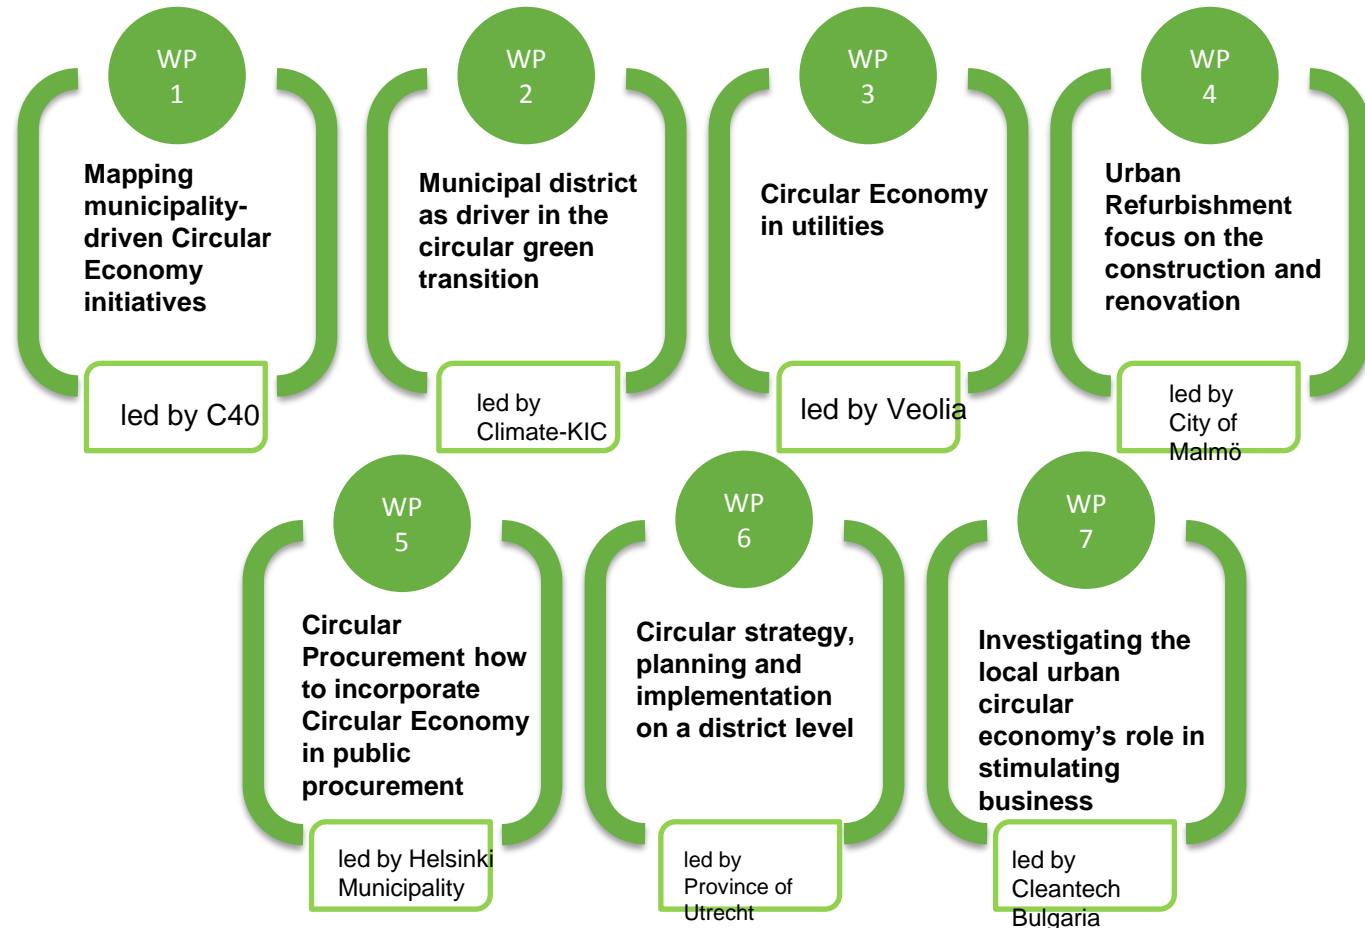 WP
1
Mapping
municipality-
driven Circular
Economy
initiatives
led by C40
WP
2
Municipal district
as driver in the
circular green
transition
led by
Climate-KIC
WP
3
Circular Economy
in utilities
led by Veolia
WP
4
Urban
Refurbishment
focus on the
construction and
renovation
led by
City of
Malmö
WP
5
Circular
Procurement how
to incorporate
Circular Economy
in public
procurement
led by Helsinki
Municipality
WP
6
Circular strategy,
planning and
implementation
on a district level
led by
Province of
Utrecht
WP
7
Investigating the
local urban
circular
economy’s role in
stimulating
business
led by
Cleantech
Bulgaria